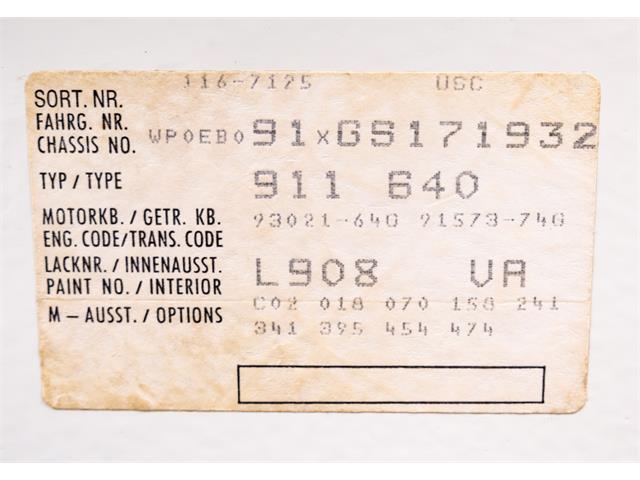 116-7125 USC
SORT. NR.
FAHRG. NR.
CHASSIS NO. WP0EB0 91 x GS171932
TYP / TYPE 911 640
MOTORKB. / GETR. KB. 93021-64G 91573-74G
ENG. CODE/TRANS. CODE
LACKNR. / INNENAUSST. L908 VA
PAINT NO. / INTERIOR
C02 018 070 158 241
M – AUSST. / OPTIONS
341 395 454 474